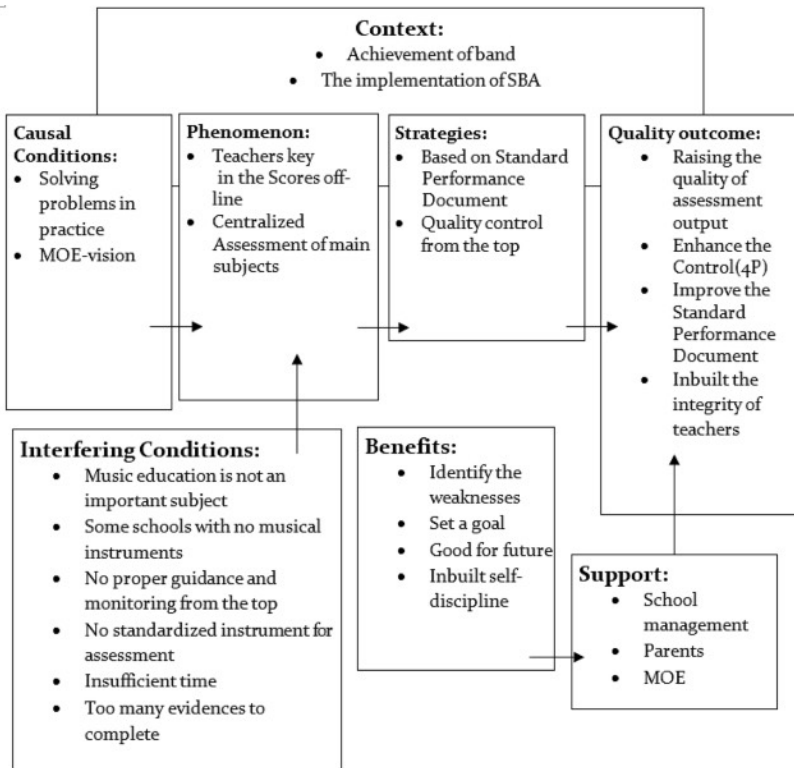 Context:
• Achievement of band
• The implementation of SBA
Causal
Conditions:
• Solving
problems in
practice
• MOE-vision
Phenomenon:
• Teachers key
in the Scores off-
line
• Centralized
Assessment of main
subjects
Strategies:
• Based on Standard
Performance
Document
• Quality control
from the top
Quality outcome:
• Raising the
quality of
assessment
output
• Enhance the
Control(4P)
• Improve the
Standard
Performance
Document
• Inbuilt the
integrity of
teachers
Interfering Conditions:
• Music education is not an
important subject
• Some schools with no musical
instruments
• No proper guidance and
monitoring from the top
• No standardized instrument for
assessment
• Insufficient time
• Too many evidences to
complete
Benefits:
• Identify the
weaknesses
• Set a goal
• Good for future
• Inbuilt self-
discipline
Support:
• School
management
• Parents
• MOE